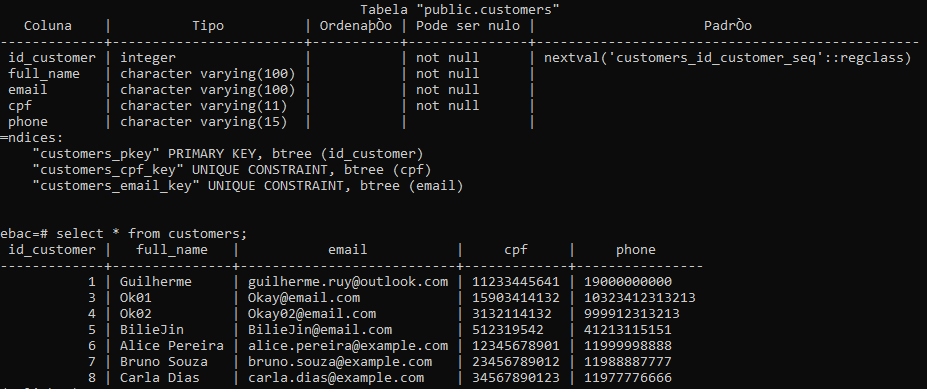 Tabela "public.customers"
Coluna | Tipo | OrdenaþÒo | Pode ser nulo | PadrÒo
-------------+------------------------+-----------+---------------+------------------------------------------------
id_customer | integer | | not null | nextval('customers_id_customer_seq'::regclass)
full_name | character varying(100) | | not null |
email | character varying(100) | | not null |
cpf | character varying(11) | | not null |
phone | character varying(15) | | |
=ndices:
"customers_pkey" PRIMARY KEY, btree (id_customer)
"customers_cpf_key" UNIQUE CONSTRAINT, btree (cpf)
"customers_email_key" UNIQUE CONSTRAINT, btree (email)
ebac=# select * from customers;
id_customer | full_name | email | cpf | phone
-------------+---------------+---------------------------+-------------+----------------
1 | Guilherme | guilherme.ruy@outlook.com | 11233445641 | 19000000000
3 | Ok01 | Okay@email.com | 15903414132 | 10323412313213
4 | Ok02 | Okay02@email.com | 3132114132 | 999912313213
5 | BilieJin | BilieJin@email.com | 512319542 | 41213115151
6 | Alice Pereira | alice.pereira@example.com | 12345678901 | 11999998888
7 | Bruno Souza | bruno.souza@example.com | 23456789012 | 11988887777
8 | Carla Dias | carla.dias@example.com | 34567890123 | 11977776666